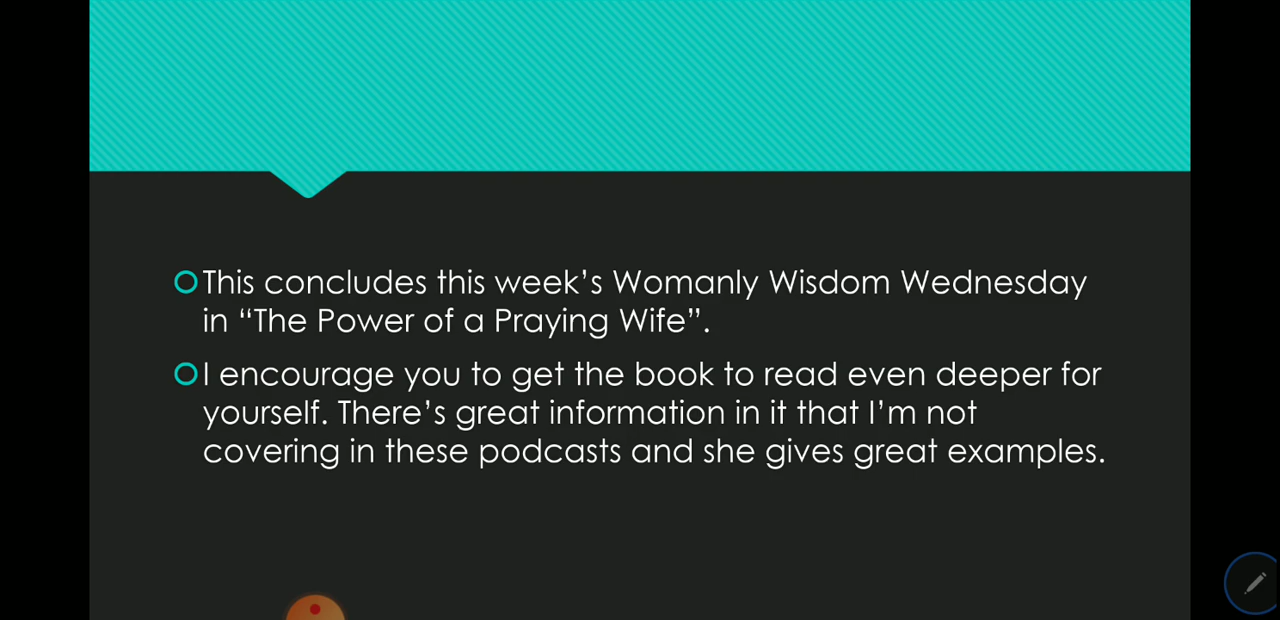 This concludes this week’s Womanly Wisdom Wednesday
in “The Power of a Praying Wife”.
I encourage you to get the book to read even deeper for
yourself. There’s great information in it that I’m not
covering in these podcasts and she gives great examples.